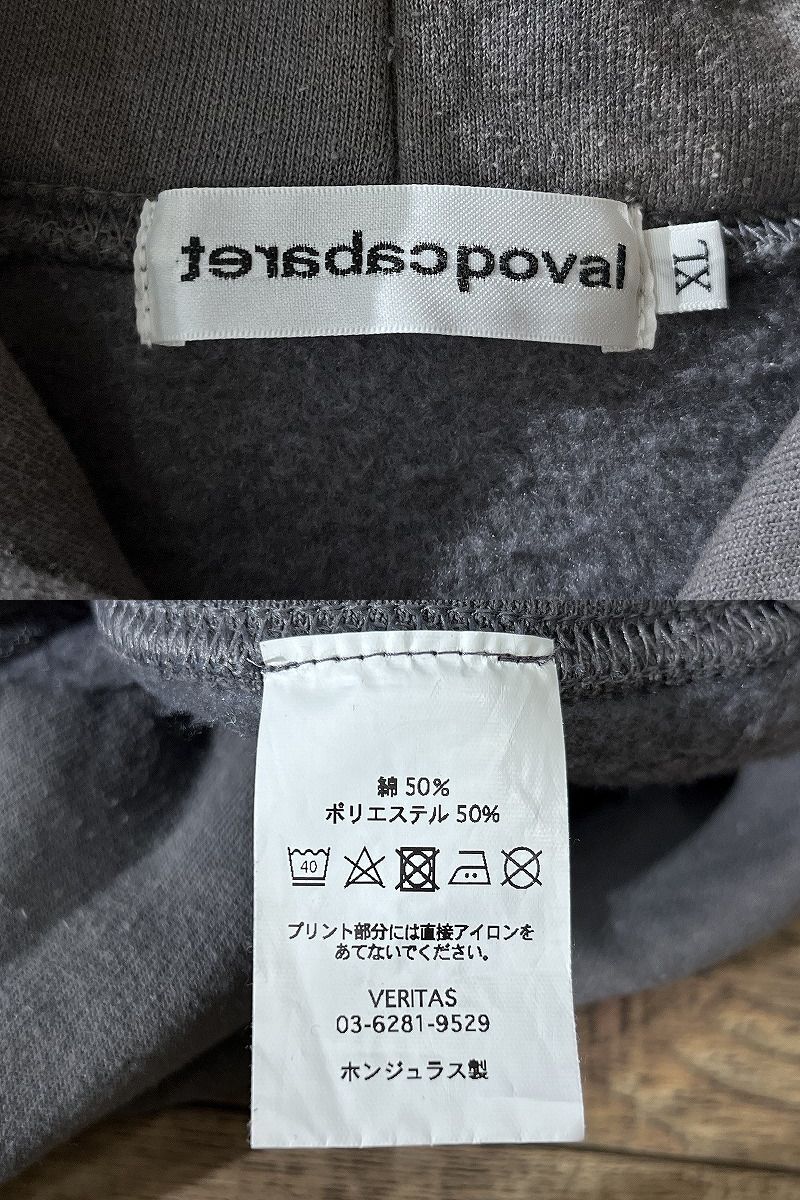 lavoqcabaret
XL
綿 50%
ポリエステル 50%
40
プリント部分には直接アイロンを
あてないでください。
VERITAS
03-6281-9529
ホンジュラス製